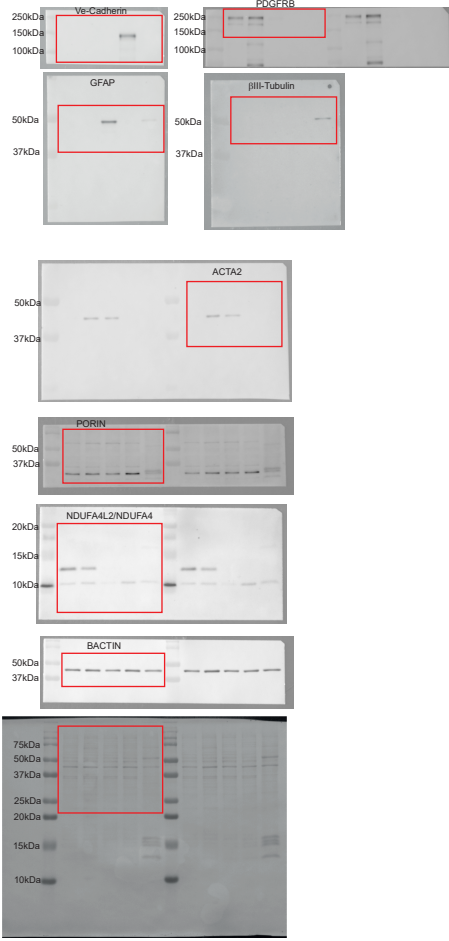 Ve-Cadherin
250kDa
150kDa
100kDa
PDGFRB
250kDa
150kDa
100kDa
GFAP
50kDa
37kDa
βIII-Tubulin
*
50kDa
37kDa
ACTA2
50kDa
37kDa
PORIN
50kDa
37kDa
NDUFA4L2/NDUFA4
20kDa
15kDa
10kDa
BACTIN
50kDa
37kDa
75kDa
50kDa
37kDa
25kDa
20kDa
15kDa
10kDa